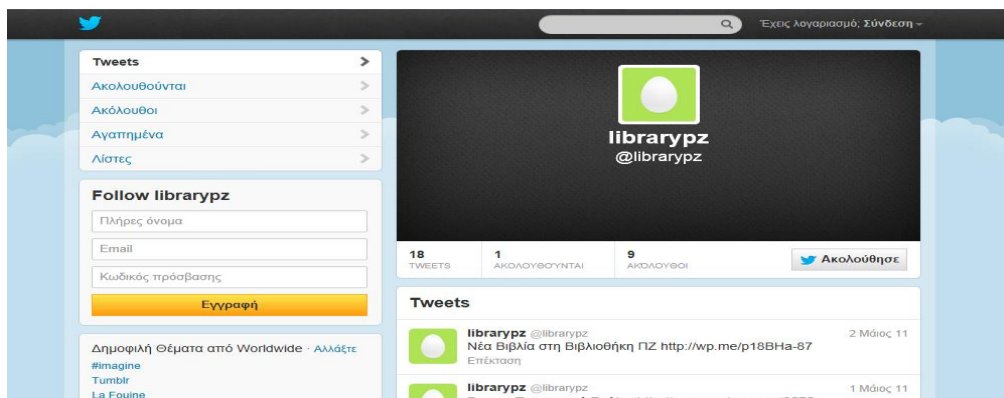 Έχεις λογαριασμό; Σύνδεση
Tweets
Ακολουθούνται
Ακόλουθοι
Αγαπημένα
Λίστες
Follow librarypz
Πλήρες όνομα
Email
Κωδικός πρόσβασης
Εγγραφή
Δημοφιλή Θέματα από Worldwide · Αλλάξτε
#imagine
Tumblr
La Fouine
librarypz
@librarypz
18 TWEETS
1 ΑΚΟΛΟΥΘΟΎΝΤΑΙ
9 ΑΚΌΛΟΥΘΟΙ
Ακολούθησε
Tweets
librarypz @librarypz 2 Μάιος 11
Νέα Βιβλία στη Βιβλιοθήκη ΠΖ http://wp.me/p18BHa-87
Επέκταση
librarypz @librarypz 1 Μάιος 11